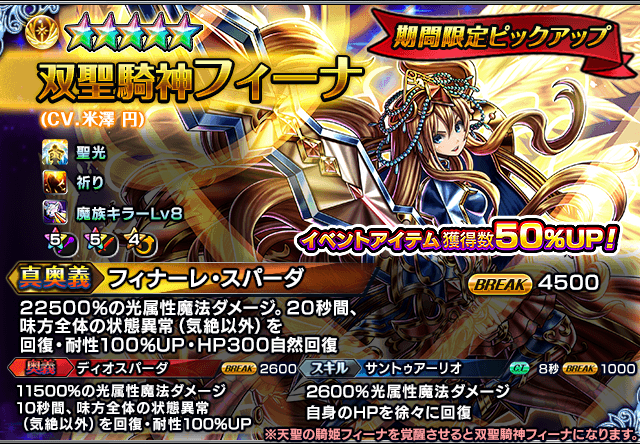 期間限定ピックアップ
双聖騎神フィーナ
(CV.米澤 円)
聖光
祈り
魔族キラーLv8
5 5 4
イベントアイテム獲得数50%UP!
真奥義 フィナーレ・スパーダ BREAK 4500
22500%の光属性魔法ダメージ。20秒間、
味方全体の状態異常（気絶以外）を
回復・耐性100%UP・HP300自然回復
奥義 ディオスパーダ BREAK 2600
11500%の光属性魔法ダメージ
10秒間、味方全体の状態異常
（気絶以外）を回復・耐性100%UP
スキル サントゥアーリオ CT 8秒 BREAK 1000
2600%光属性魔法ダメージ
自身のHPを徐々に回復
※天聖の騎姫フィーナを覚醒させると双聖騎神フィーナになります。